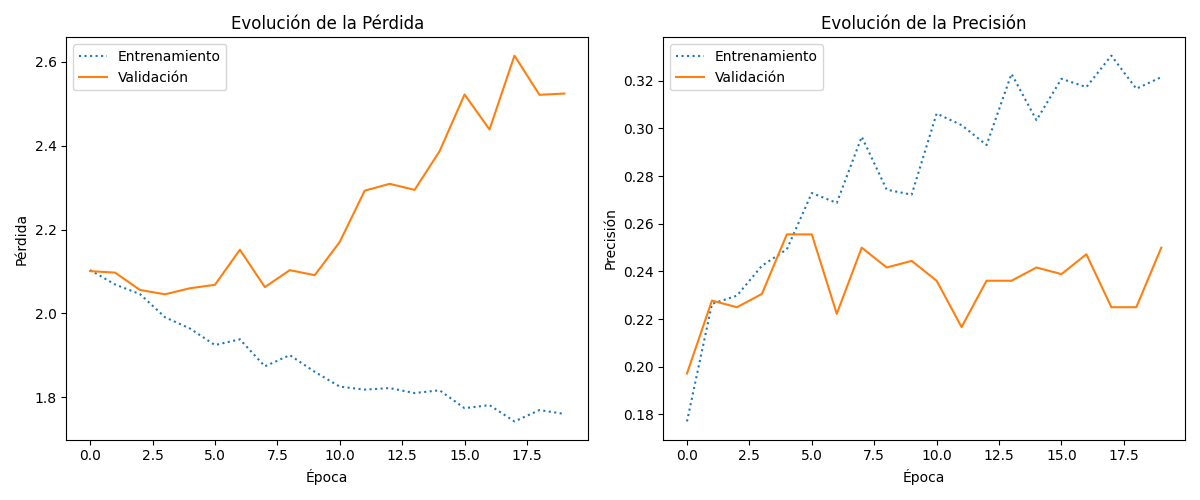 Evolución de la Pérdida
Entrenamiento
Validación
2.6
2.4
2.2
2.0
1.8
Pérdida
0.0 2.5 5.0 7.5 10.0 12.5 15.0 17.5
Época
Evolución de la Precisión
Entrenamiento
Validación
0.32
0.30
0.28
0.26
0.24
0.22
0.20
0.18
Precisión
0.0 2.5 5.0 7.5 10.0 12.5 15.0 17.5
Época